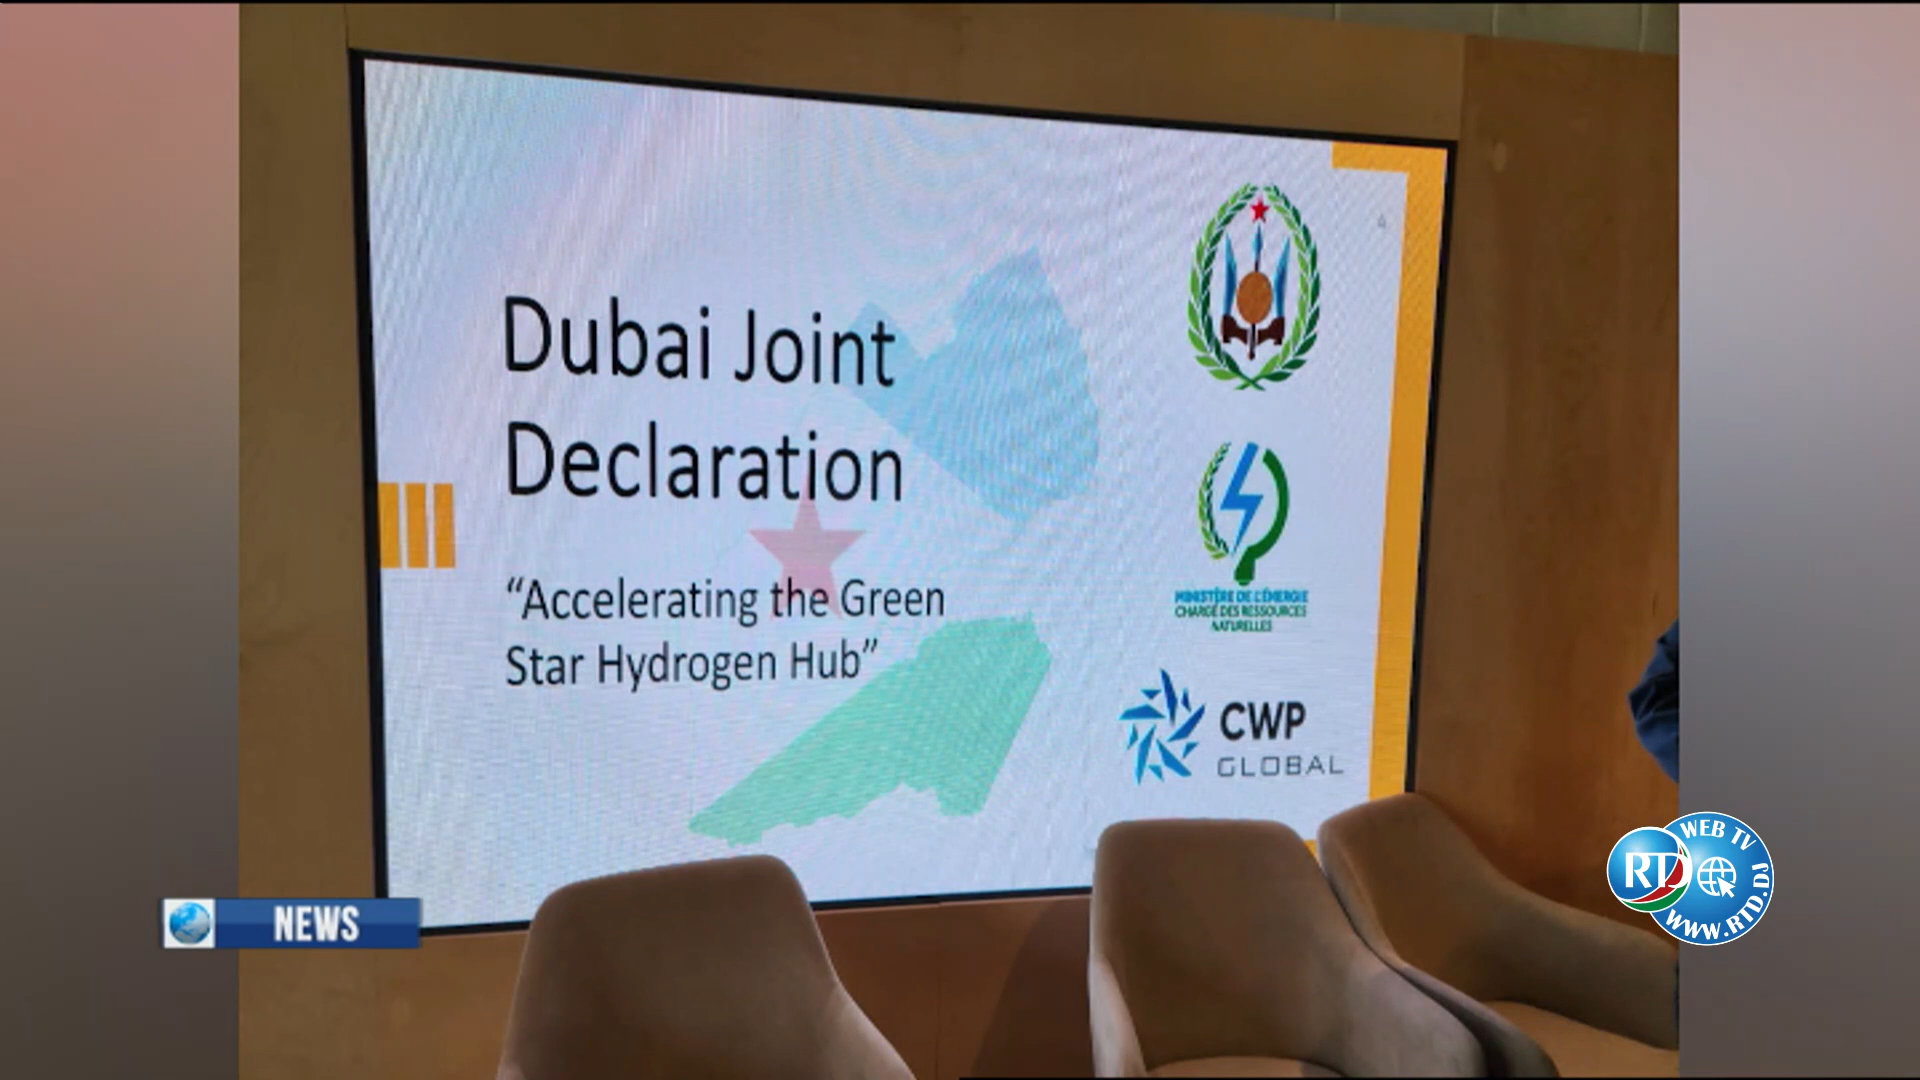 Dubai Joint
Declaration
“Accelerating the Green
Star Hydrogen Hub”
MINISTÈRE DE L'ÉNERGIE
CHARGÉ DES RESSOURCES
NATURELLES
CWP
GLOBAL
NEWS
WEB TV
RTD
WWW.RTD.DJ